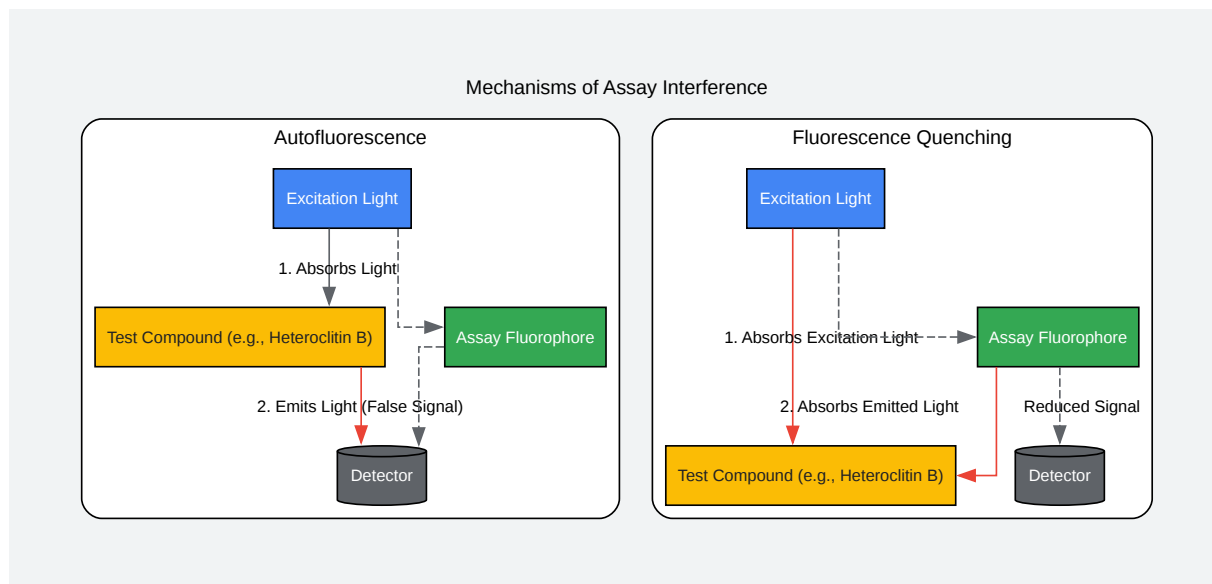 Mechanisms of Assay Interference
Autofluorescence
Excitation Light
1. Absorbs Light
Test Compound (e.g., Heteroclitin B)
Assay Fluorophore
2. Emits Light (False Signal)
Detector
Fluorescence Quenching
Excitation Light
1. Absorbs Excitation Light
Assay Fluorophore
2. Absorbs Emitted Light
Reduced Signal
Test Compound (e.g., Heteroclitin B)
Detector